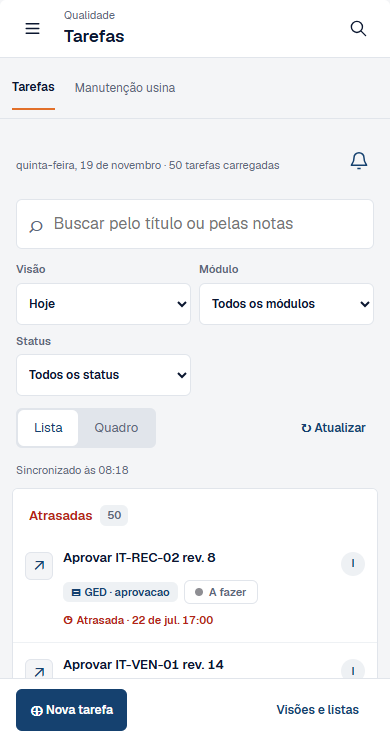 Qualidade
Tarefas
Tarefas Manutenção usina
quinta-feira, 19 de novembro · 50 tarefas carregadas
Buscar pelo título ou pelas notas
Visão Módulo
Hoje Todos os módulos
Status
Todos os status
Lista Quadro ↻ Atualizar
Sincronizado às 08:18
Atrasadas 50
Aprovar IT-REC-02 rev. 8 I
GED · aprovacao A fazer
Atrasada · 22 de jul. 17:00
Aprovar IT-VEN-01 rev. 14 I
Nova tarefa Visões e listas